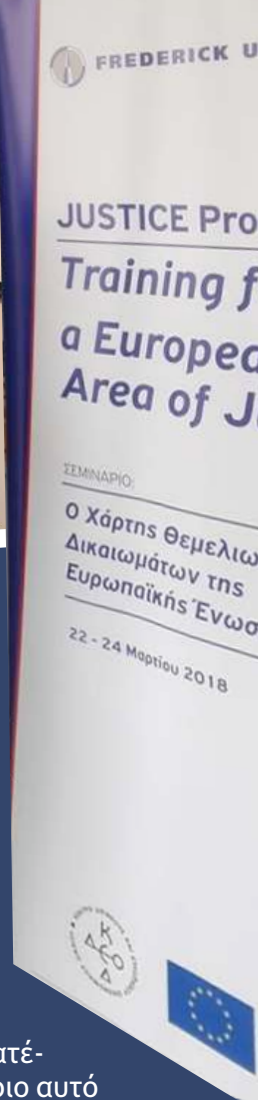 FREDERICK U
JUSTICE Pro
Training f
a Europea
Area of J
ΣΕΜΙΝΑΡΙΟ:
Ο Χάρτης Θεμελιω
Δικαιωμάτων της
Ευρωπαϊκής Ένωσ
22 - 24 Μαρτίου 2018
ατέ-
ριο αυτό